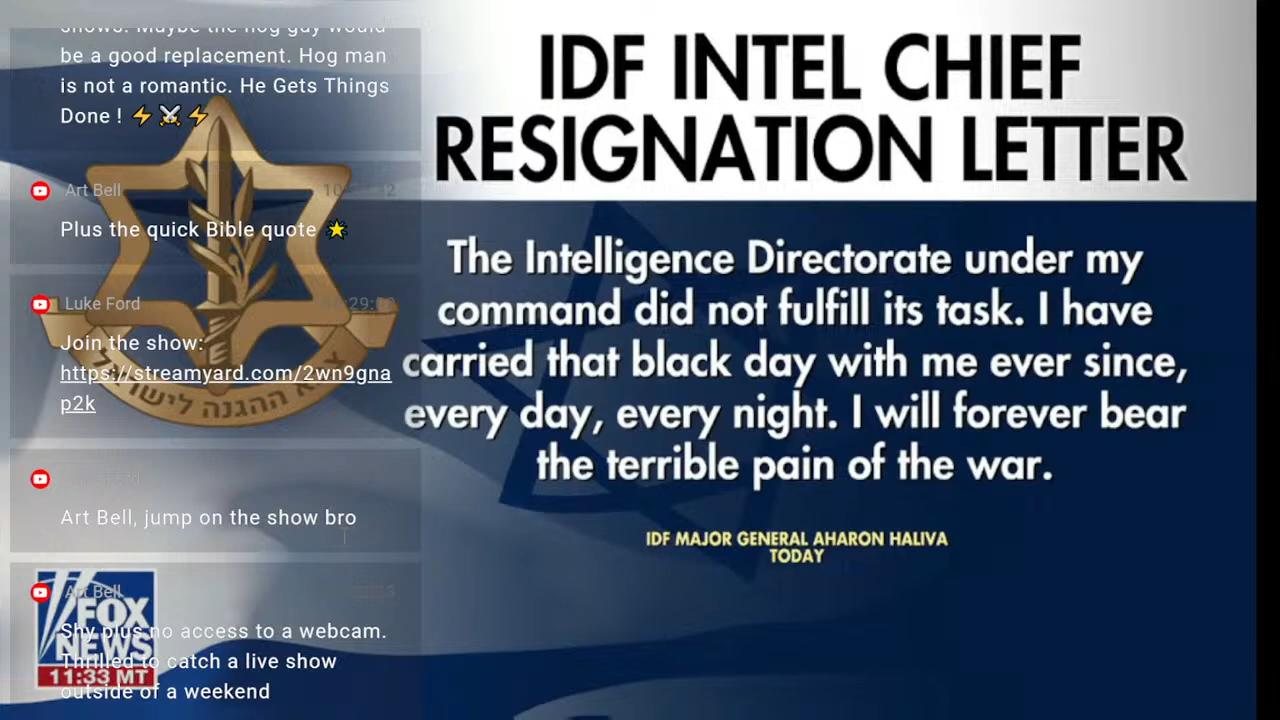 shows. Maybe the hog guy would
be a good replacement. Hog man
is not a romantic. He Gets Things
Done ! ⚡⚔️⚡
Art Bell
Plus the quick Bible quote 🌟
Luke Ford
Join the show:
https://streamyard.com/2wn9gna
p2k
Art Bell, jump on the show bro
Art Bell
Shy plus no access to a webcam.
Thrilled to catch a live show
outside of a weekend
ההגנה לישראל
FOX
NEWS
11:33 MT
IDF INTEL CHIEF
RESIGNATION LETTER
The Intelligence Directorate under my
command did not fulfill its task. I have
carried that black day with me ever since,
every day, every night. I will forever bear
the terrible pain of the war.
IDF MAJOR GENERAL AHARON HALIVA
TODAY